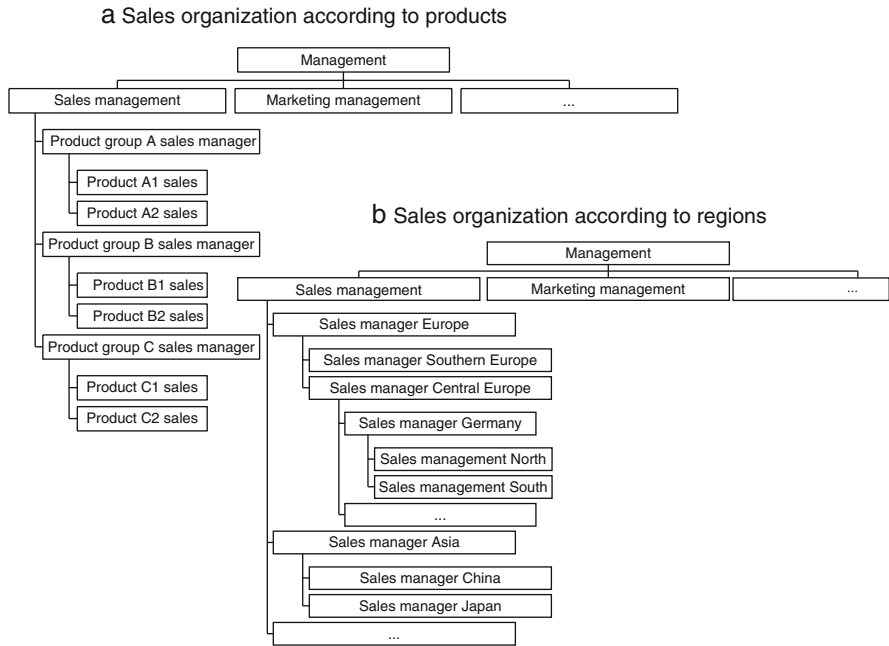 a Sales organization according to products
Management
Sales management
Marketing management
...
Product group A sales manager
Product A1 sales
Product A2 sales
Product group B sales manager
Product B1 sales
Product B2 sales
Product group C sales manager
Product C1 sales
Product C2 sales
b Sales organization according to regions
Management
Sales management
Marketing management
...
Sales manager Europe
Sales manager Southern Europe
Sales manager Central Europe
Sales manager Germany
Sales management North
Sales management South
...
Sales manager Asia
Sales manager China
Sales manager Japan
...